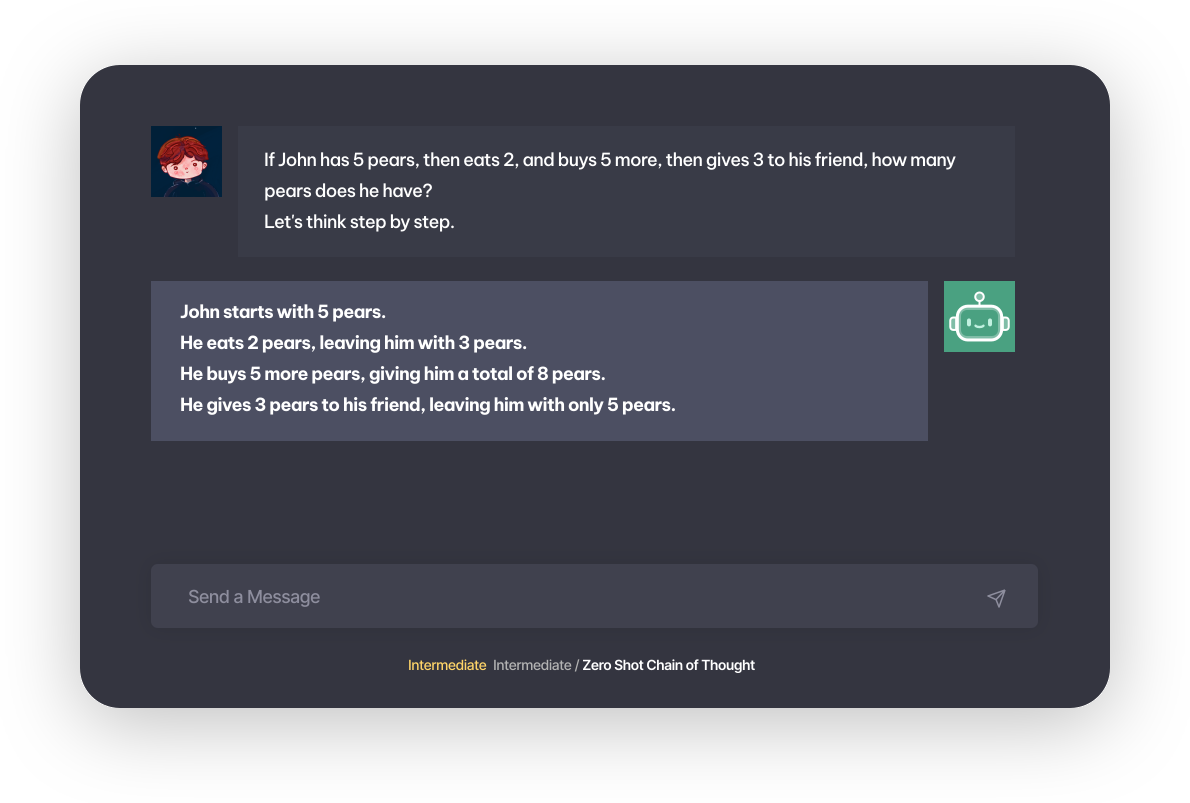 If John has 5 pears, then eats 2, and buys 5 more, then gives 3 to his friend, how many
pears does he have?
Let's think step by step.
John starts with 5 pears.
He eats 2 pears, leaving him with 3 pears.
He buys 5 more pears, giving him a total of 8 pears.
He gives 3 pears to his friend, leaving him with only 5 pears.
Send a Message
Intermediate Intermediate / Zero Shot Chain of Thought